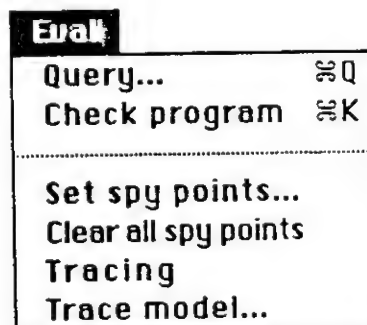 Eval
Query... ⌘Q
Check program ⌘K
Set spy points...
Clear all spy points
Tracing
Trace model...